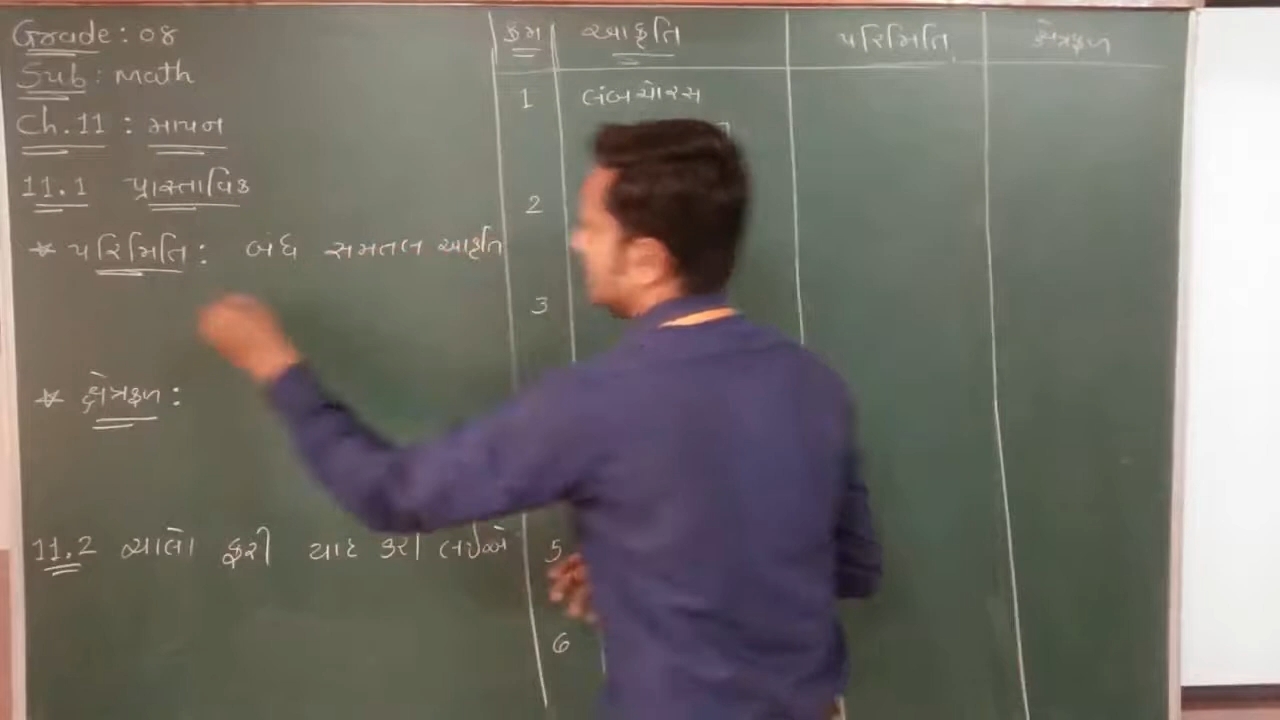 Grade : 08
Sub : Math
Ch.11 : માપન
11.1 પ્રાસ્તાવિક
* પરિમિતિ : બંધ સમતલ આકૃતિ
* ક્ષેત્રફળ :
11.2 ચાલો ફરી યાદ કરી લઈએ
ક્રમ આકૃતિ પરિમિતિ ક્ષેત્રફળ
1 લંબચોરસ
2
3
5
6